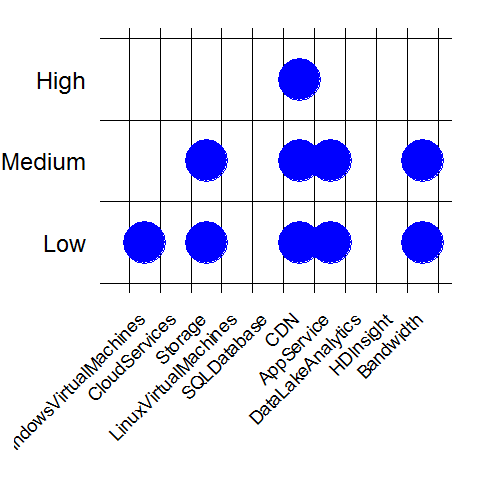 High
Medium
Low
ndowsVirtualMachines
CloudServices
Storage
LinuxVirtualMachines
SQLDatabase
CDN
AppService
DataLakeAnalytics
HDInsight
Bandwidth